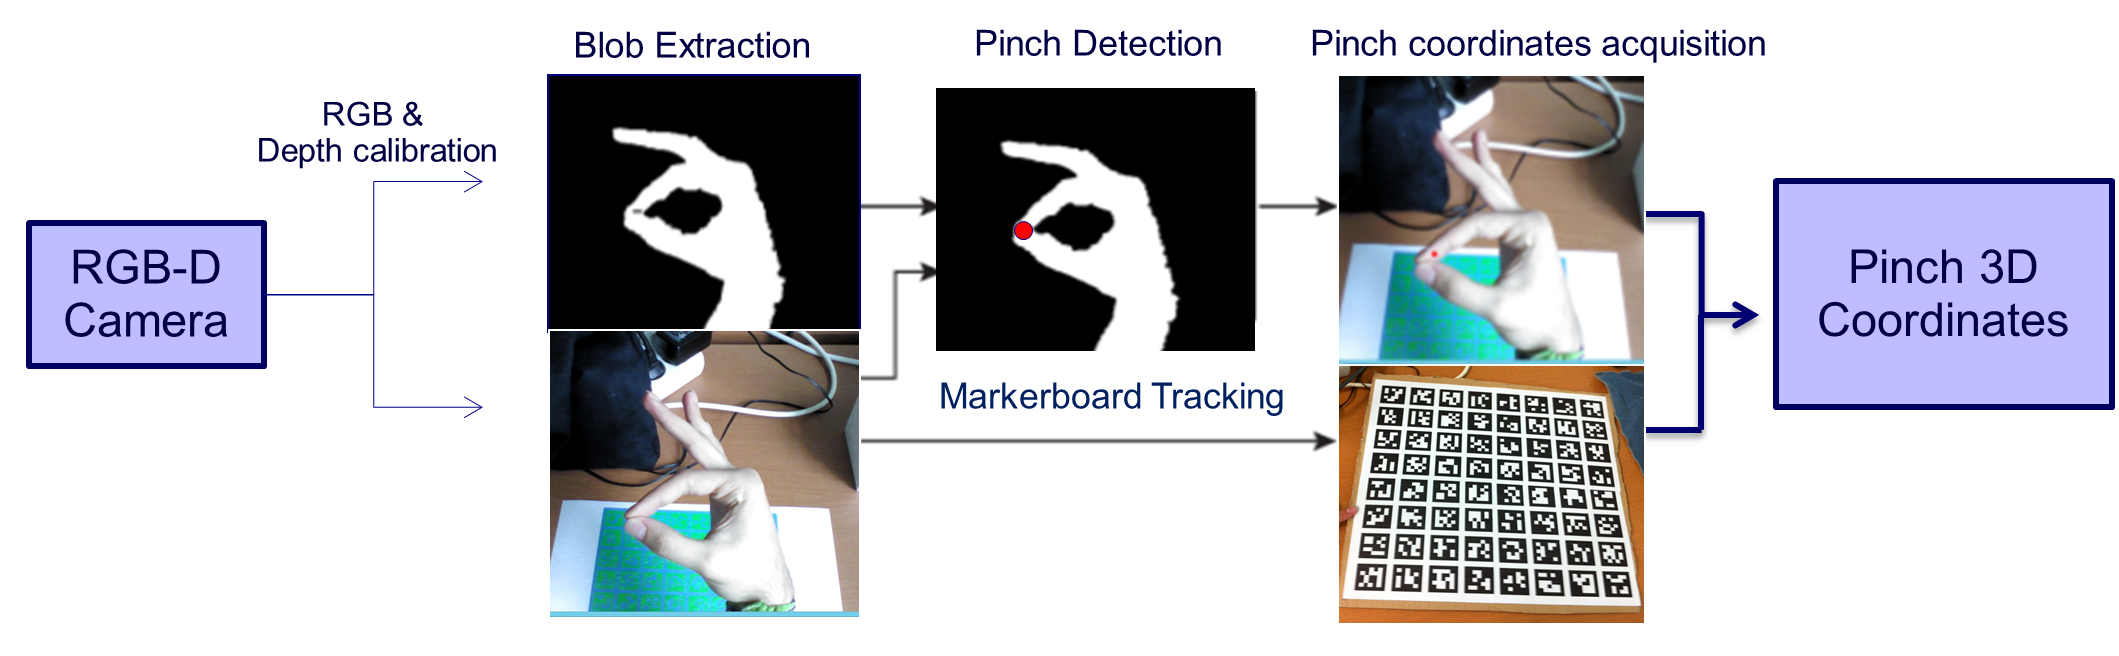 Blob Extraction
Pinch Detection
Pinch coordinates acquisition
RGB &
Depth calibration
RGB-D
Camera
Markerboard Tracking
Pinch 3D
Coordinates